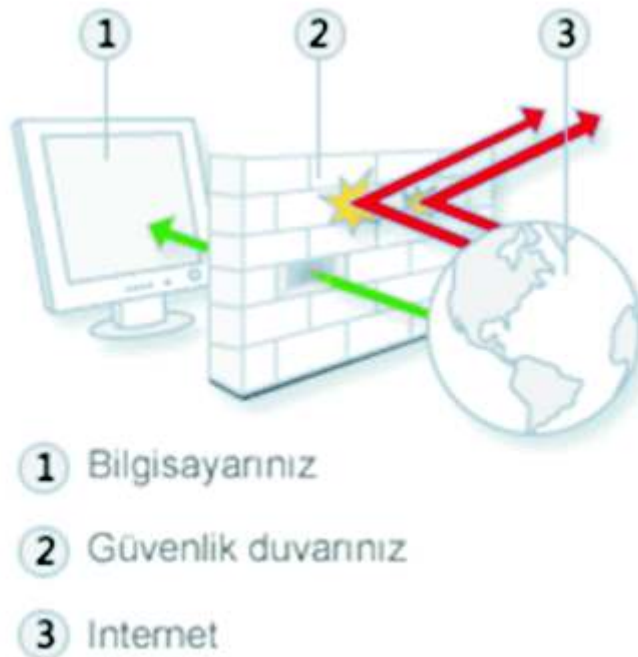 1 2 3
1 Bilgisayarınız
2 Güvenlik duvarınız
3 Internet